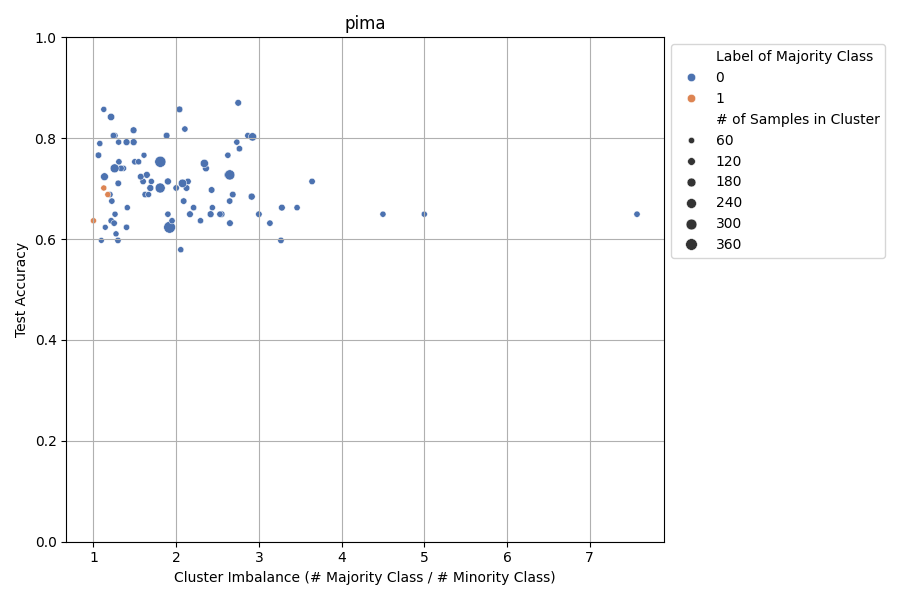 pima
1.0
0.8
0.6
0.4
0.2
0.0
Test Accuracy
1 2 3 4 5 6 7
Cluster Imbalance (# Majority Class / # Minority Class)
Label of Majority Class
0
1
# of Samples in Cluster
60
120
180
240
300
360